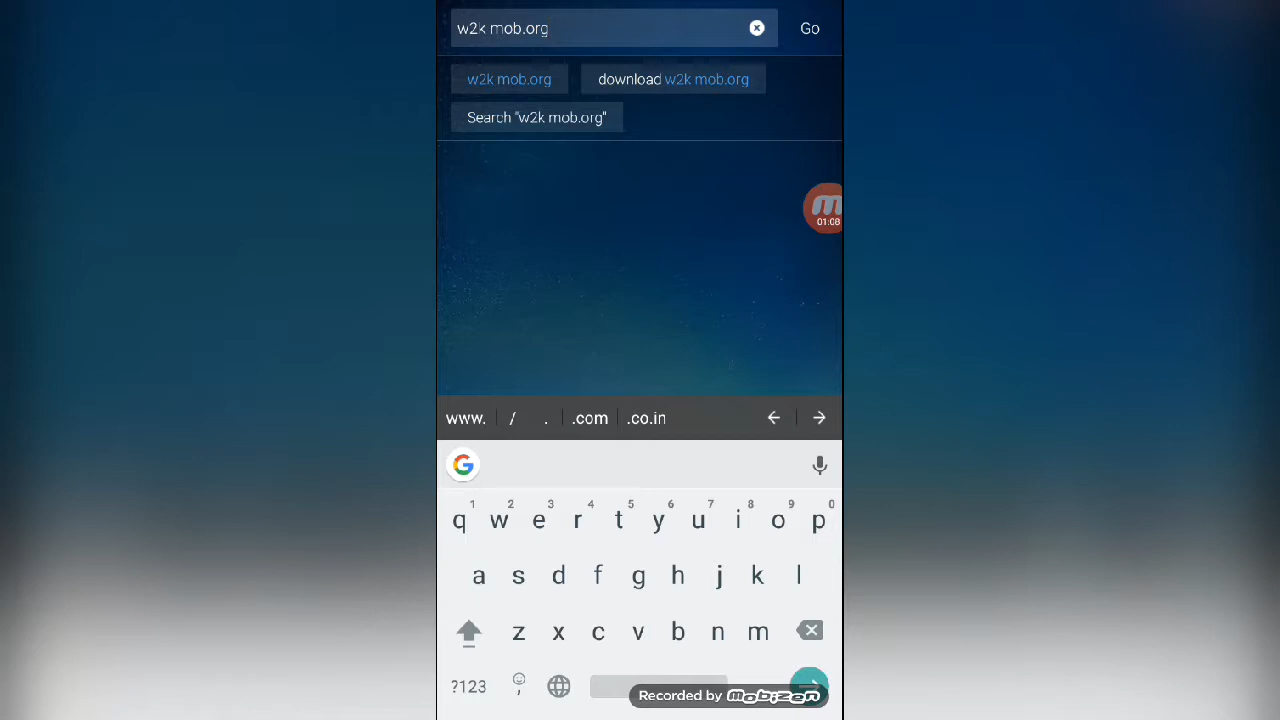 w2k mob.org Go
w2k mob.org download w2k mob.org
Search "w2k mob.org"
01:08
www. / . .com .co.in
G
1 2 3 4 5 6 7 8 9 0
q w e r t y u i o p
a s d f g h j k l
z x c v b n m
?123 ,
Recorded by mobizen